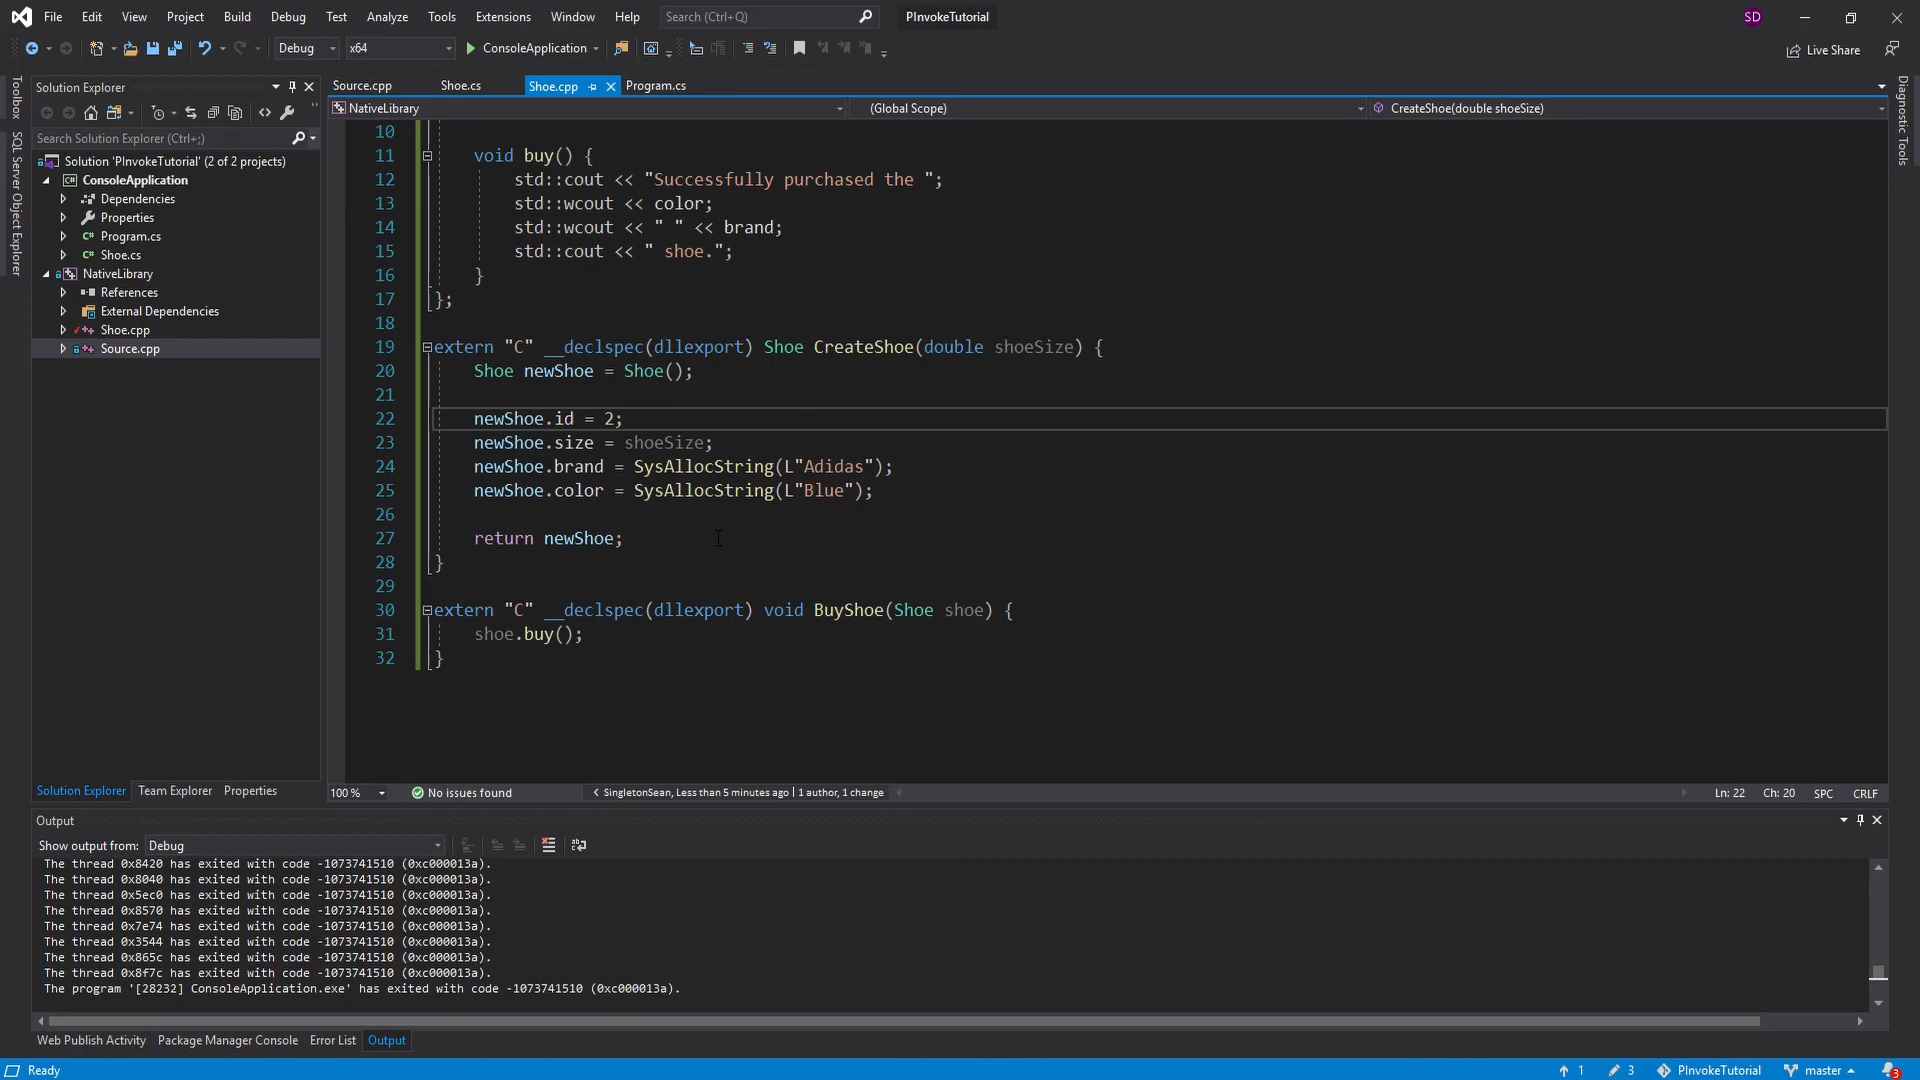 File Edit View Project Build Debug Test Analyze Tools Extensions Window Help Search (Ctrl+Q) PInvokeTutorial SD
Debug x64 ConsoleApplication Live Share
Toolbox
SQL Server Object Explorer
Solution Explorer
Search Solution Explorer (Ctrl+;)
Solution 'PInvokeTutorial' (2 of 2 projects)
ConsoleApplication
Dependencies
Properties
Program.cs
Shoe.cs
NativeLibrary
References
External Dependencies
Shoe.cpp
Source.cpp
Solution Explorer Team Explorer Properties
Source.cpp Shoe.cs Shoe.cpp Program.cs
NativeLibrary (Global Scope) CreateShoe(double shoeSize)
10
11 void buy() {
12 std::cout << "Successfully purchased the ";
13 std::wcout << color;
14 std::wcout << " " << brand;
15 std::cout << " shoe.";
16 }
17 };
18
19 extern "C" __declspec(dllexport) Shoe CreateShoe(double shoeSize) {
20 Shoe newShoe = Shoe();
21
22 newShoe.id = 2;
23 newShoe.size = shoeSize;
24 newShoe.brand = SysAllocString(L"Adidas");
25 newShoe.color = SysAllocString(L"Blue");
26
27 return newShoe;
28 }
29
30 extern "C" __declspec(dllexport) void BuyShoe(Shoe shoe) {
31 shoe.buy();
32 }
100 % No issues found SingletonSean, Less than 5 minutes ago | 1 author, 1 change Ln: 22 Ch: 20 SPC CRLF
Diagnostic Tools
Output
Show output from: Debug
The thread 0x8420 has exited with code -1073741510 (0xc000013a).
The thread 0x8040 has exited with code -1073741510 (0xc000013a).
The thread 0x5ec0 has exited with code -1073741510 (0xc000013a).
The thread 0x8570 has exited with code -1073741510 (0xc000013a).
The thread 0x7e74 has exited with code -1073741510 (0xc000013a).
The thread 0x3544 has exited with code -1073741510 (0xc000013a).
The thread 0x865c has exited with code -1073741510 (0xc000013a).
The thread 0x8f7c has exited with code -1073741510 (0xc000013a).
The program '[28232] ConsoleApplication.exe' has exited with code -1073741510 (0xc000013a).
Web Publish Activity Package Manager Console Error List Output
Ready 1 3 PInvokeTutorial master 3